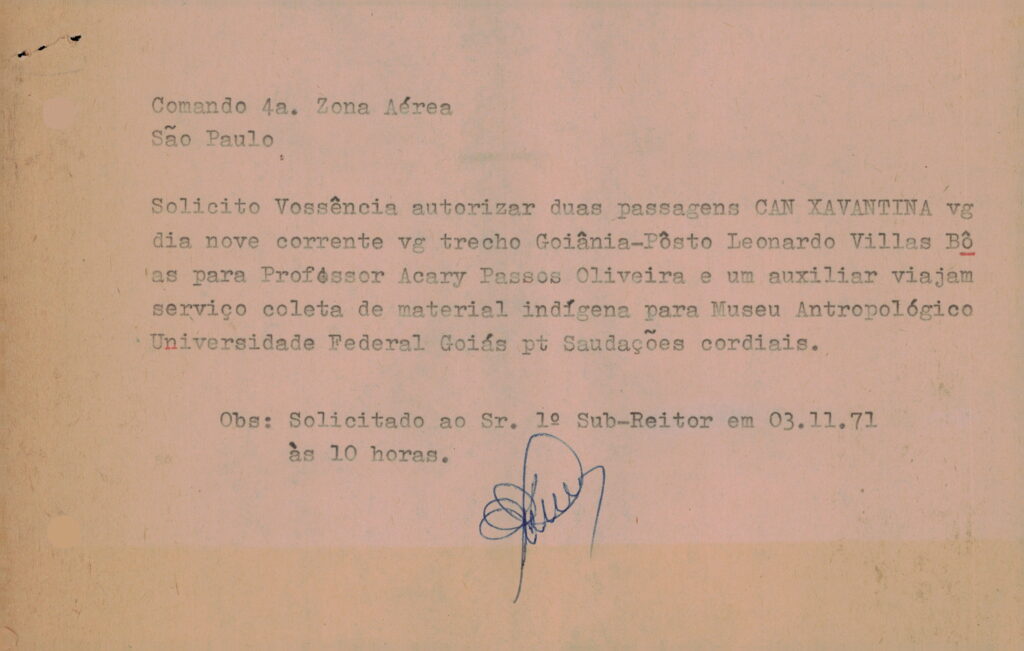 Comando 4a. Zona Aérea
São Paulo
Solicito Vossência autorizar duas passagens CAN XAVANTINA vg
dia nove corrente vg trecho Goiânia-Pôsto Leonardo Villas Bô
as para Professor Acary Passos Oliveira e um auxiliar viajam
serviço coleta de material indígena para Museu Antropológico
Universidade Federal Goiás pt Saudações cordiais.
Obs: Solicitado ao Sr. 1º Sub-Reitor em 03.11.71
às 10 horas.